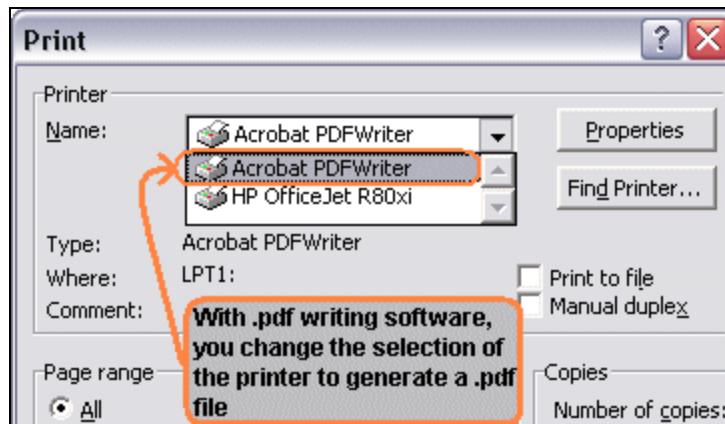 Print
Printer
Name:
Acrobat PDFWriter
Properties
Acrobat PDFWriter
HP OfficeJet R80xi
Find Printer...
Type:
Acrobat PDFWriter
Where:
LPT1:
Print to file
Comment:
Manual duplex
With .pdf writing software,
you change the selection of
the printer to generate a .pdf
file
Page range
All
Copies
Number of copies: